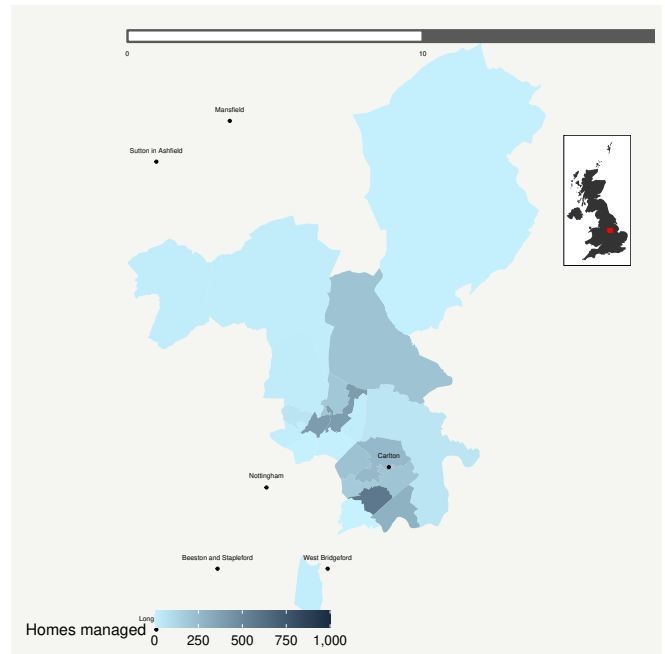 0 10
Mansfield
Sutton in Ashfield
Carlton
Nottingham
Beeston and Stapleford West Bridgeford
Long
Homes managed
0 250 500 750 1,000